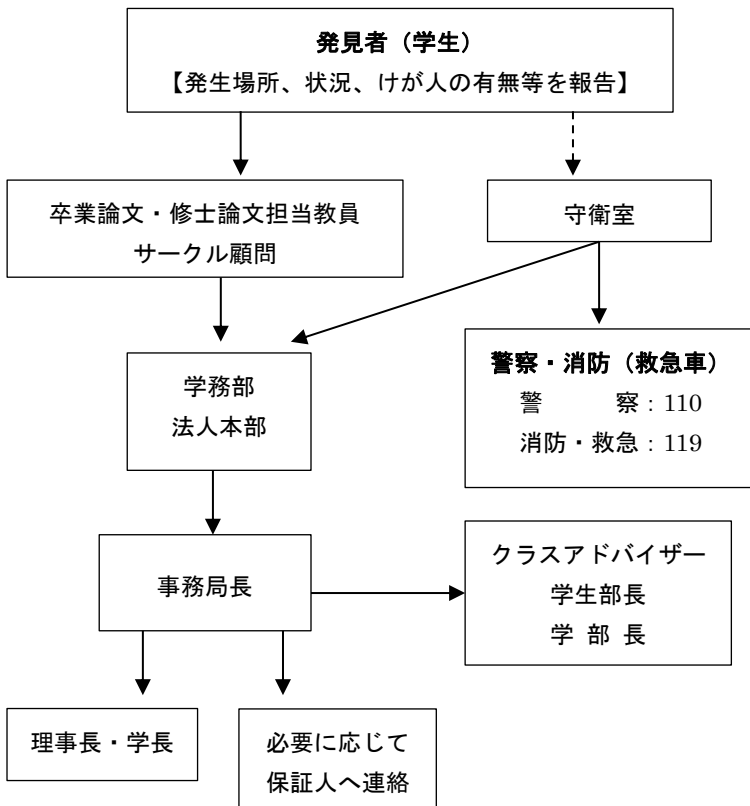 発見者（学生）
【発生場所、状況、けが人の有無等を報告】
卒業論文・修士論文担当教員
サークル顧問
守衛室
学務部
法人本部
警察・消防（救急車）
警　　　察：110
消防・救急：119
事務局長
クラスアドバイザー
学生部長
学 部 長
理事長・学長
必要に応じて
保証人へ連絡